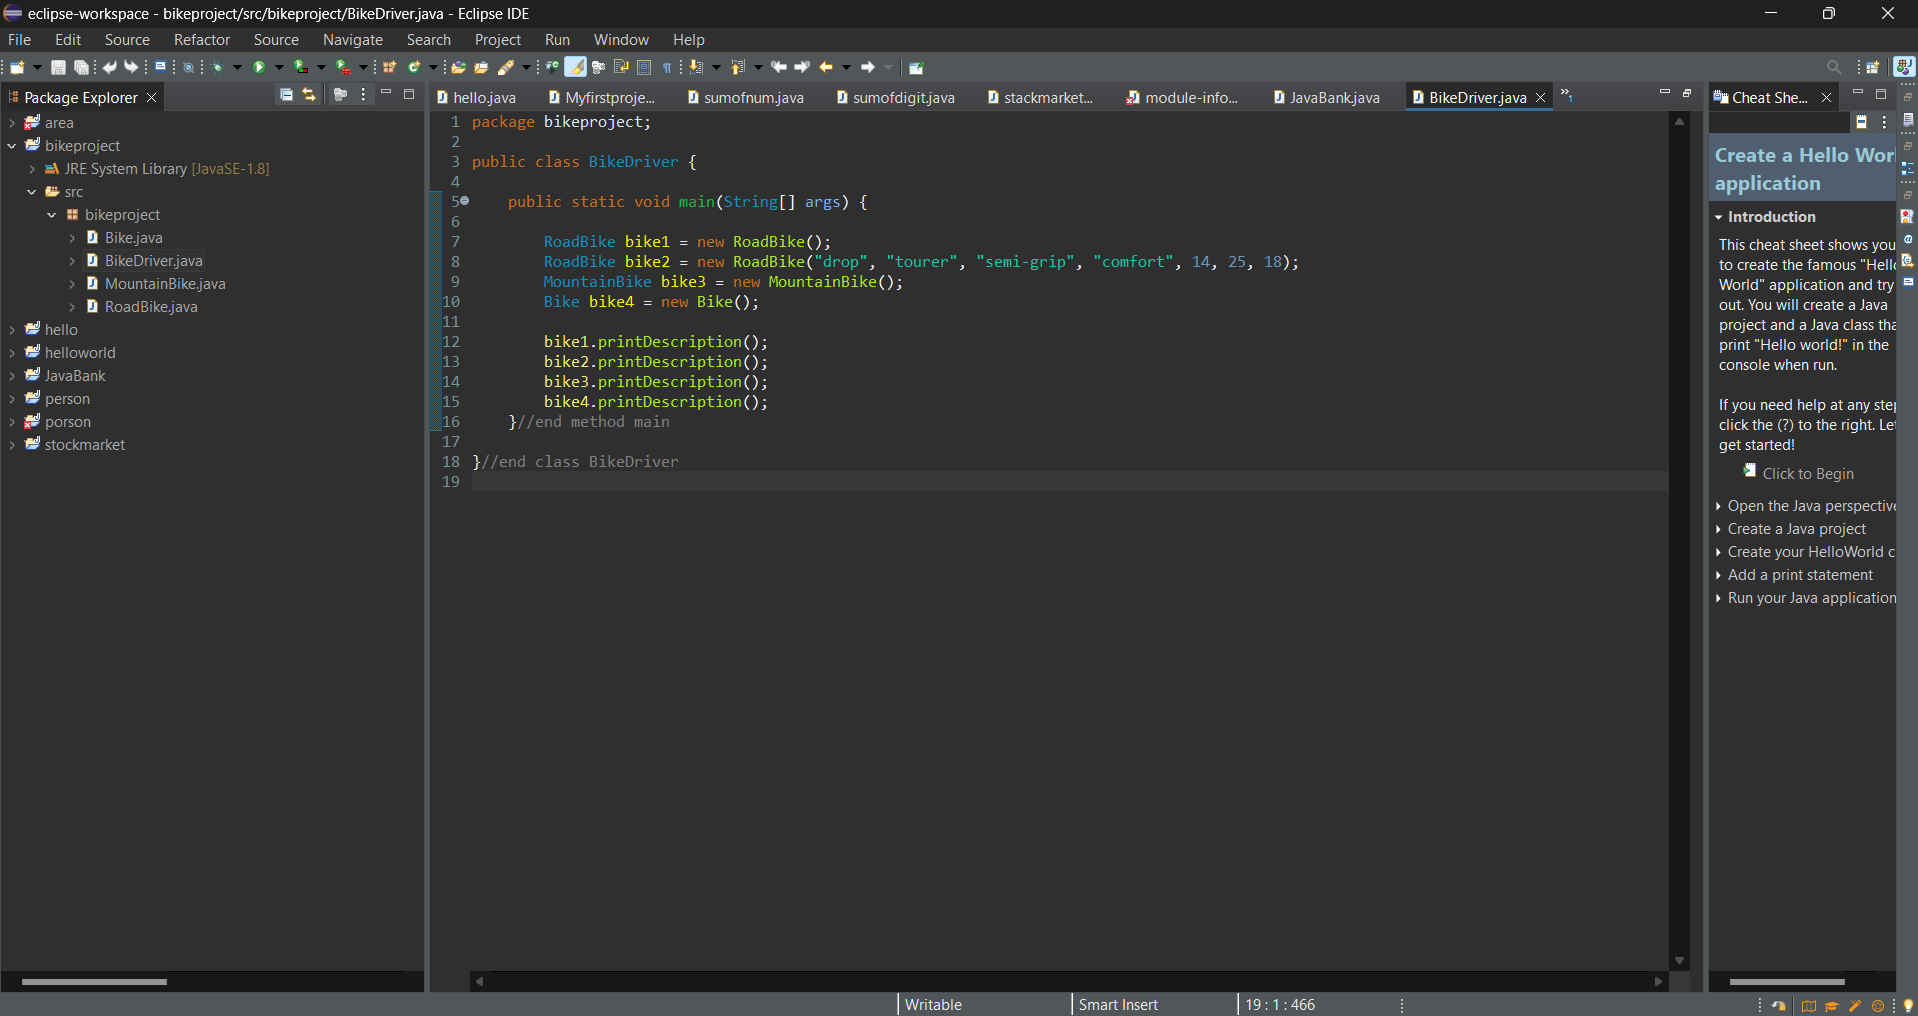 eclipse-workspace - bikeproject/src/bikeproject/BikeDriver.java - Eclipse IDE
File Edit Source Refactor Source Navigate Search Project Run Window Help
Package Explorer
area
bikeproject
JRE System Library [JavaSE-1.8]
src
bikeproject
Bike.java
BikeDriver.java
MountainBike.java
RoadBike.java
hello
helloworld
JavaBank
person
porson
stockmarket
hello.java Myfirstproje... sumofnum.java sumofdigit.java stackmarket... module-info... JavaBank.java BikeDriver.java »1
1 package bikeproject;
2
3 public class BikeDriver {
4
5 public static void main(String[] args) {
6
7 RoadBike bike1 = new RoadBike();
8 RoadBike bike2 = new RoadBike("drop", "tourer", "semi-grip", "comfort", 14, 25, 18);
9 MountainBike bike3 = new MountainBike();
10 Bike bike4 = new Bike();
11
12 bike1.printDescription();
13 bike2.printDescription();
14 bike3.printDescription();
15 bike4.printDescription();
16 }//end method main
17
18 }//end class BikeDriver
19
Cheat She...
Create a Hello Wor
application
Introduction
This cheat sheet shows you
to create the famous "Hell
World" application and try
out. You will create a Java
project and a Java class tha
print "Hello world!" in the
console when run.
If you need help at any step
click the (?) to the right. Let
get started!
Click to Begin
Open the Java perspective
Create a Java project
Create your HelloWorld c
Add a print statement
Run your Java application
Writable Smart Insert 19 : 1 : 466